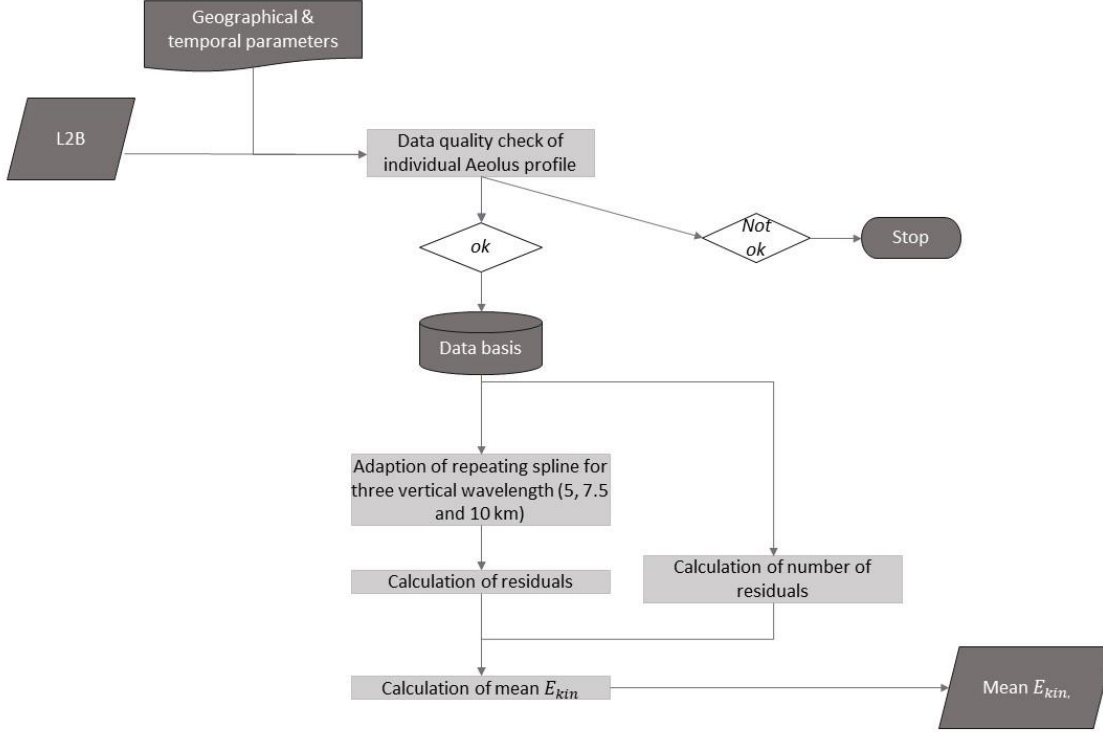 Geographical &
temporal parameters
L2B
Data quality check of
individual Aeolus profile
ok
Not
ok
Stop
Data basis
Adaption of repeating spline for
three vertical wavelength (5, 7.5
and 10 km)
Calculation of residuals
Calculation of number of
residuals
Calculation of mean E_kin
Mean E_kin,